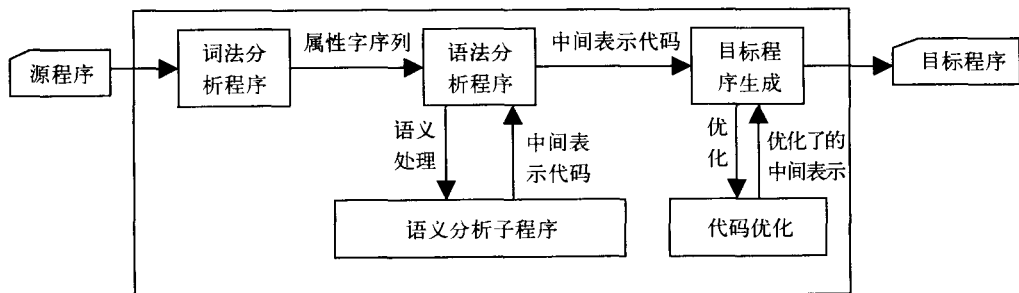 源程序
词法分
析程序
属性字序列
语法分
析程序
中间表示代码
目标程
序生成
目标程序
语义
处理
中间表
示代码
优
化
优化了的
中间表示
语义分析子程序
代码优化